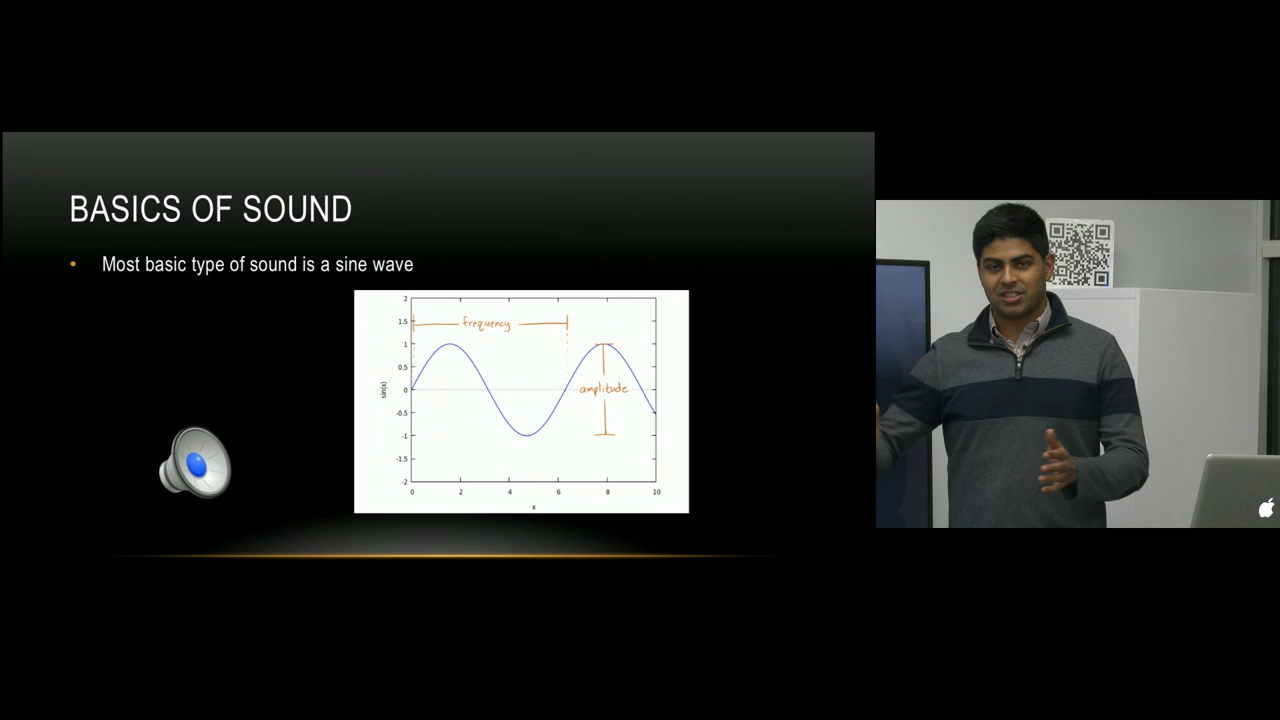 BASICS OF SOUND
• Most basic type of sound is a sine wave
2
1.5
1
0.5
0
-0.5
-1
-1.5
-2
sin(x)
frequency
amplitude
0 2 4 6 8 10
x